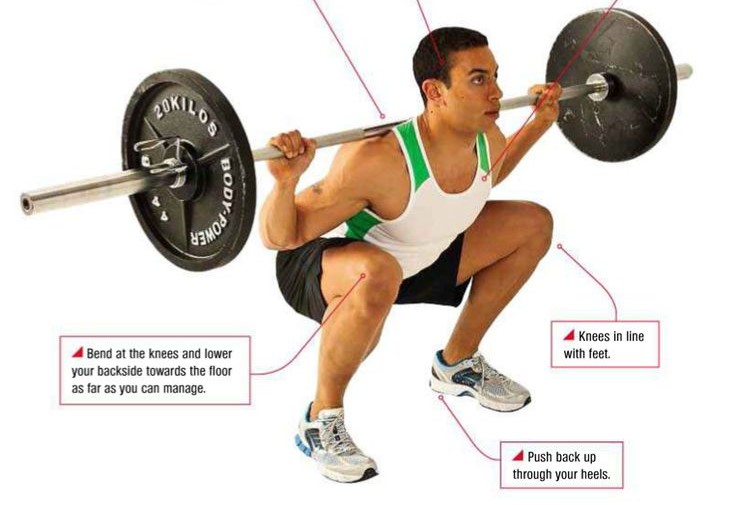 20KILOS
BODY-POWER
Bend at the knees and lower
your backside towards the floor
as far as you can manage.
Knees in line
with feet.
Push back up
through your heels.